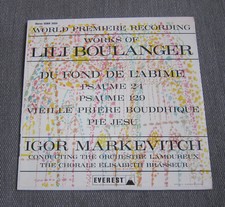 WORLD PREMIERE RECORDING
WORKS OF
LILI BOULANGER
DU FOND DE L'ABIME
PSAUME 24
PSAUME 129
VIEILLE PRIÈRE BOUDDHIQUE
PIE JESU
IGOR MARKEVITCH
CONDUCTING THE ORCHESTRE LAMOUREUX
THE CHORALE ELISABETH BRASSEUR
EVEREST